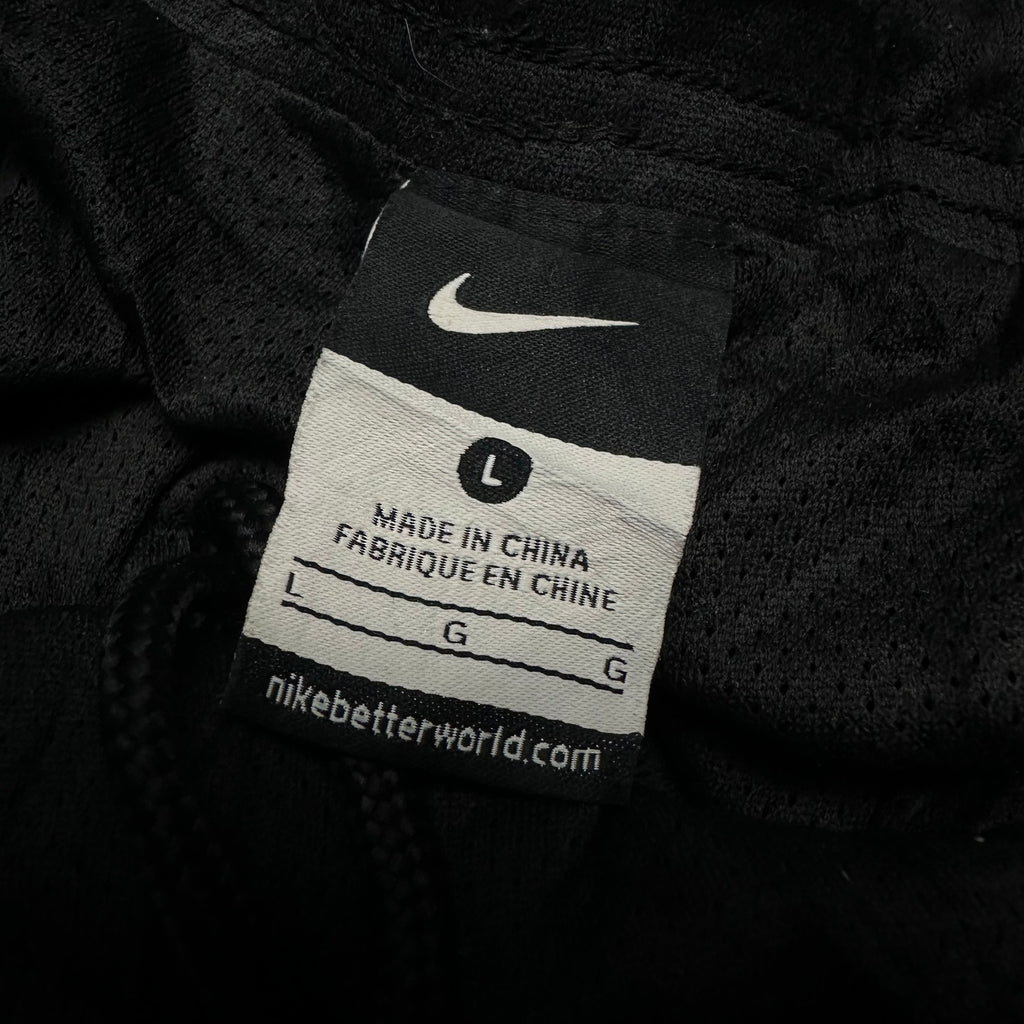 L
MADE IN CHINA
FABRIQUE EN CHINE
L G G
nikebetterworld.com